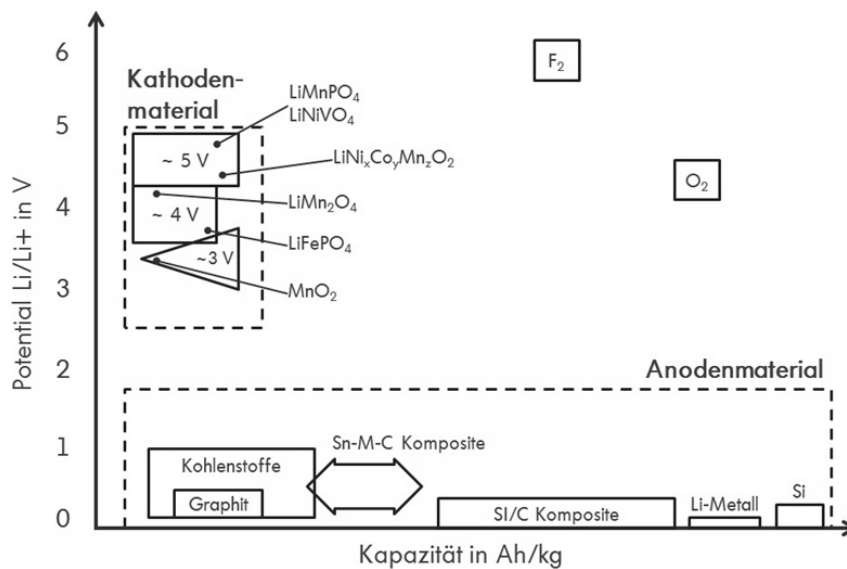 6
5
4
3
2
1
0
Potential Li/Li+ in V
Kathoden-
material
~ 5 V
~ 4 V
~3 V
LiMnPO₄
LiNiVO₄
LiNiₓCoᵧMn_zO₂
LiMn₂O₄
LiFePO₄
MnO₂
F₂
O₂
Anodenmaterial
Kohlenstoffe
Graphit
Sn-M-C Komposite
SI/C Komposite
Li-Metall
Si
Kapazität in Ah/kg